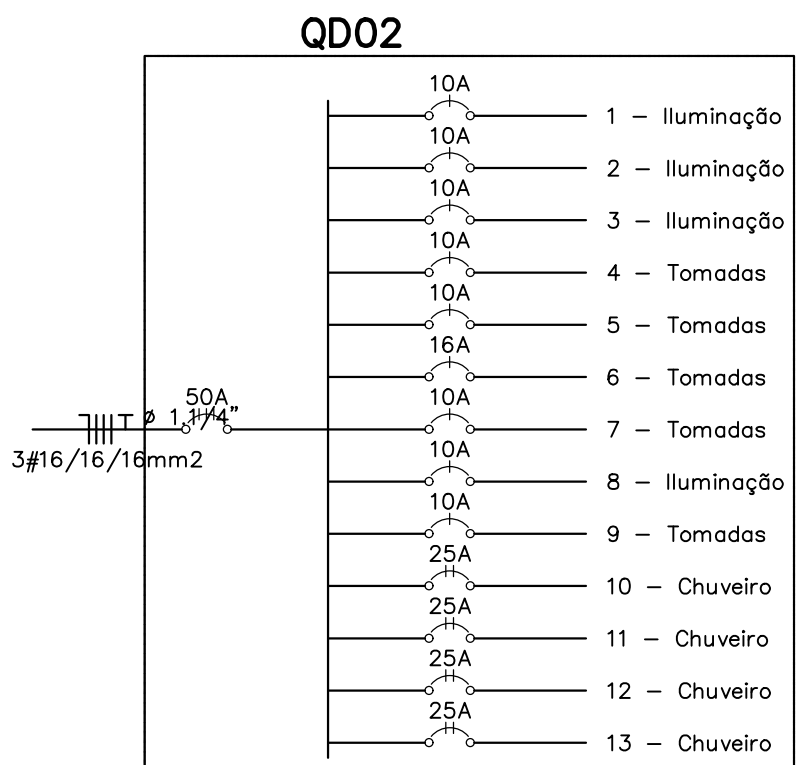 QD02
10A
1 – Iluminação
10A
2 – Iluminação
10A
3 – Iluminação
10A
4 – Tomadas
10A
5 – Tomadas
16A
6 – Tomadas
50A
ø 1.1/4"
3#16/16/16mm2
10A
7 – Tomadas
10A
8 – Iluminação
10A
9 – Tomadas
25A
10 – Chuveiro
25A
11 – Chuveiro
25A
12 – Chuveiro
25A
13 – Chuveiro